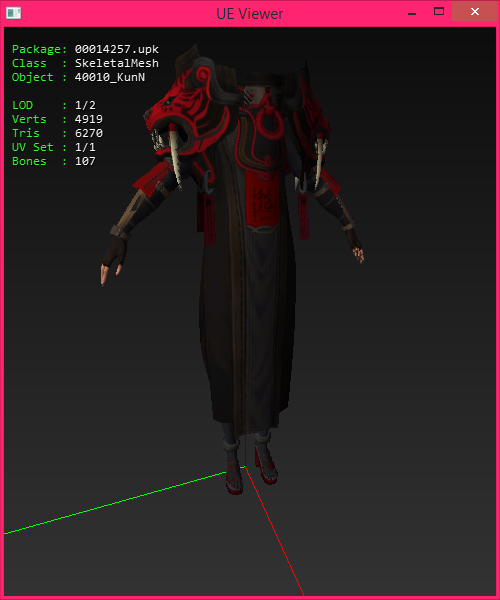 UE Viewer
Package: 00014257.upk
Class  : SkeletalMesh
Object : 40010_KunN
LOD    : 1/2
Verts  : 4919
Tris   : 6270
UV Set : 1/1
Bones  : 107